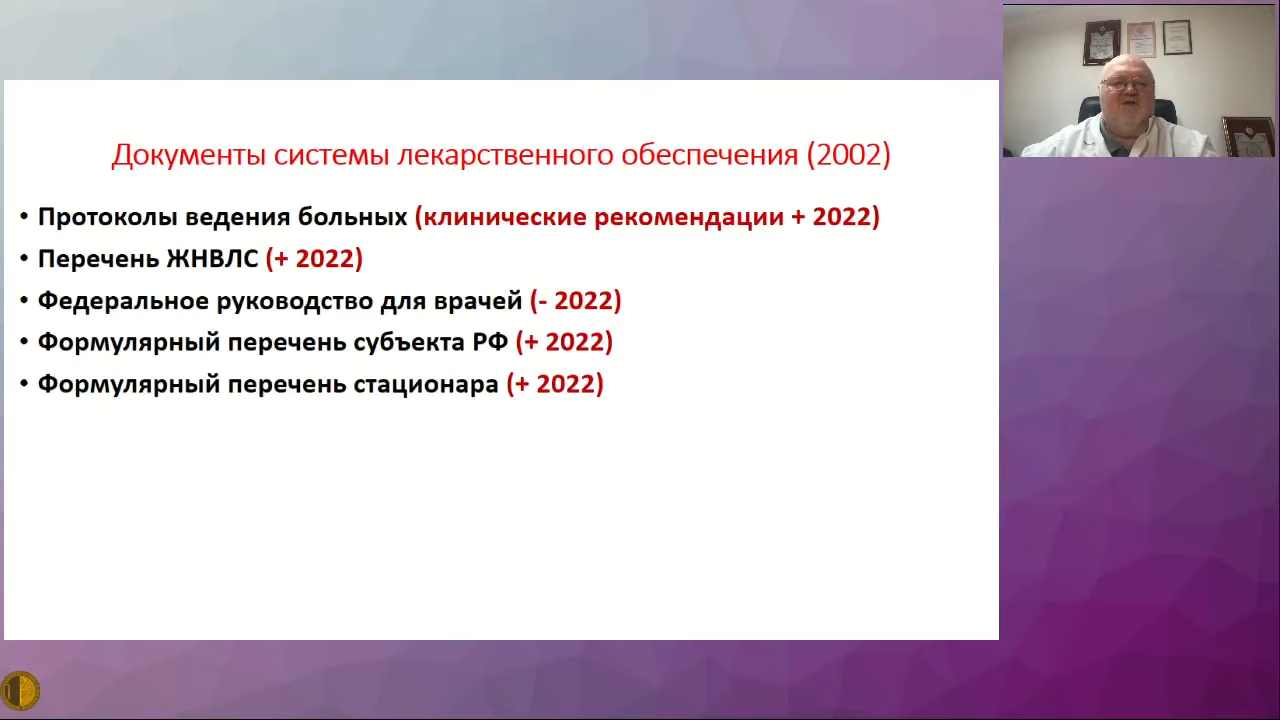 Документы системы лекарственного обеспечения (2002)
• Протоколы ведения больных (клинические рекомендации + 2022)
• Перечень ЖНВЛС (+ 2022)
• Федеральное руководство для врачей (- 2022)
• Формулярный перечень субъекта РФ (+ 2022)
• Формулярный перечень стационара (+ 2022)